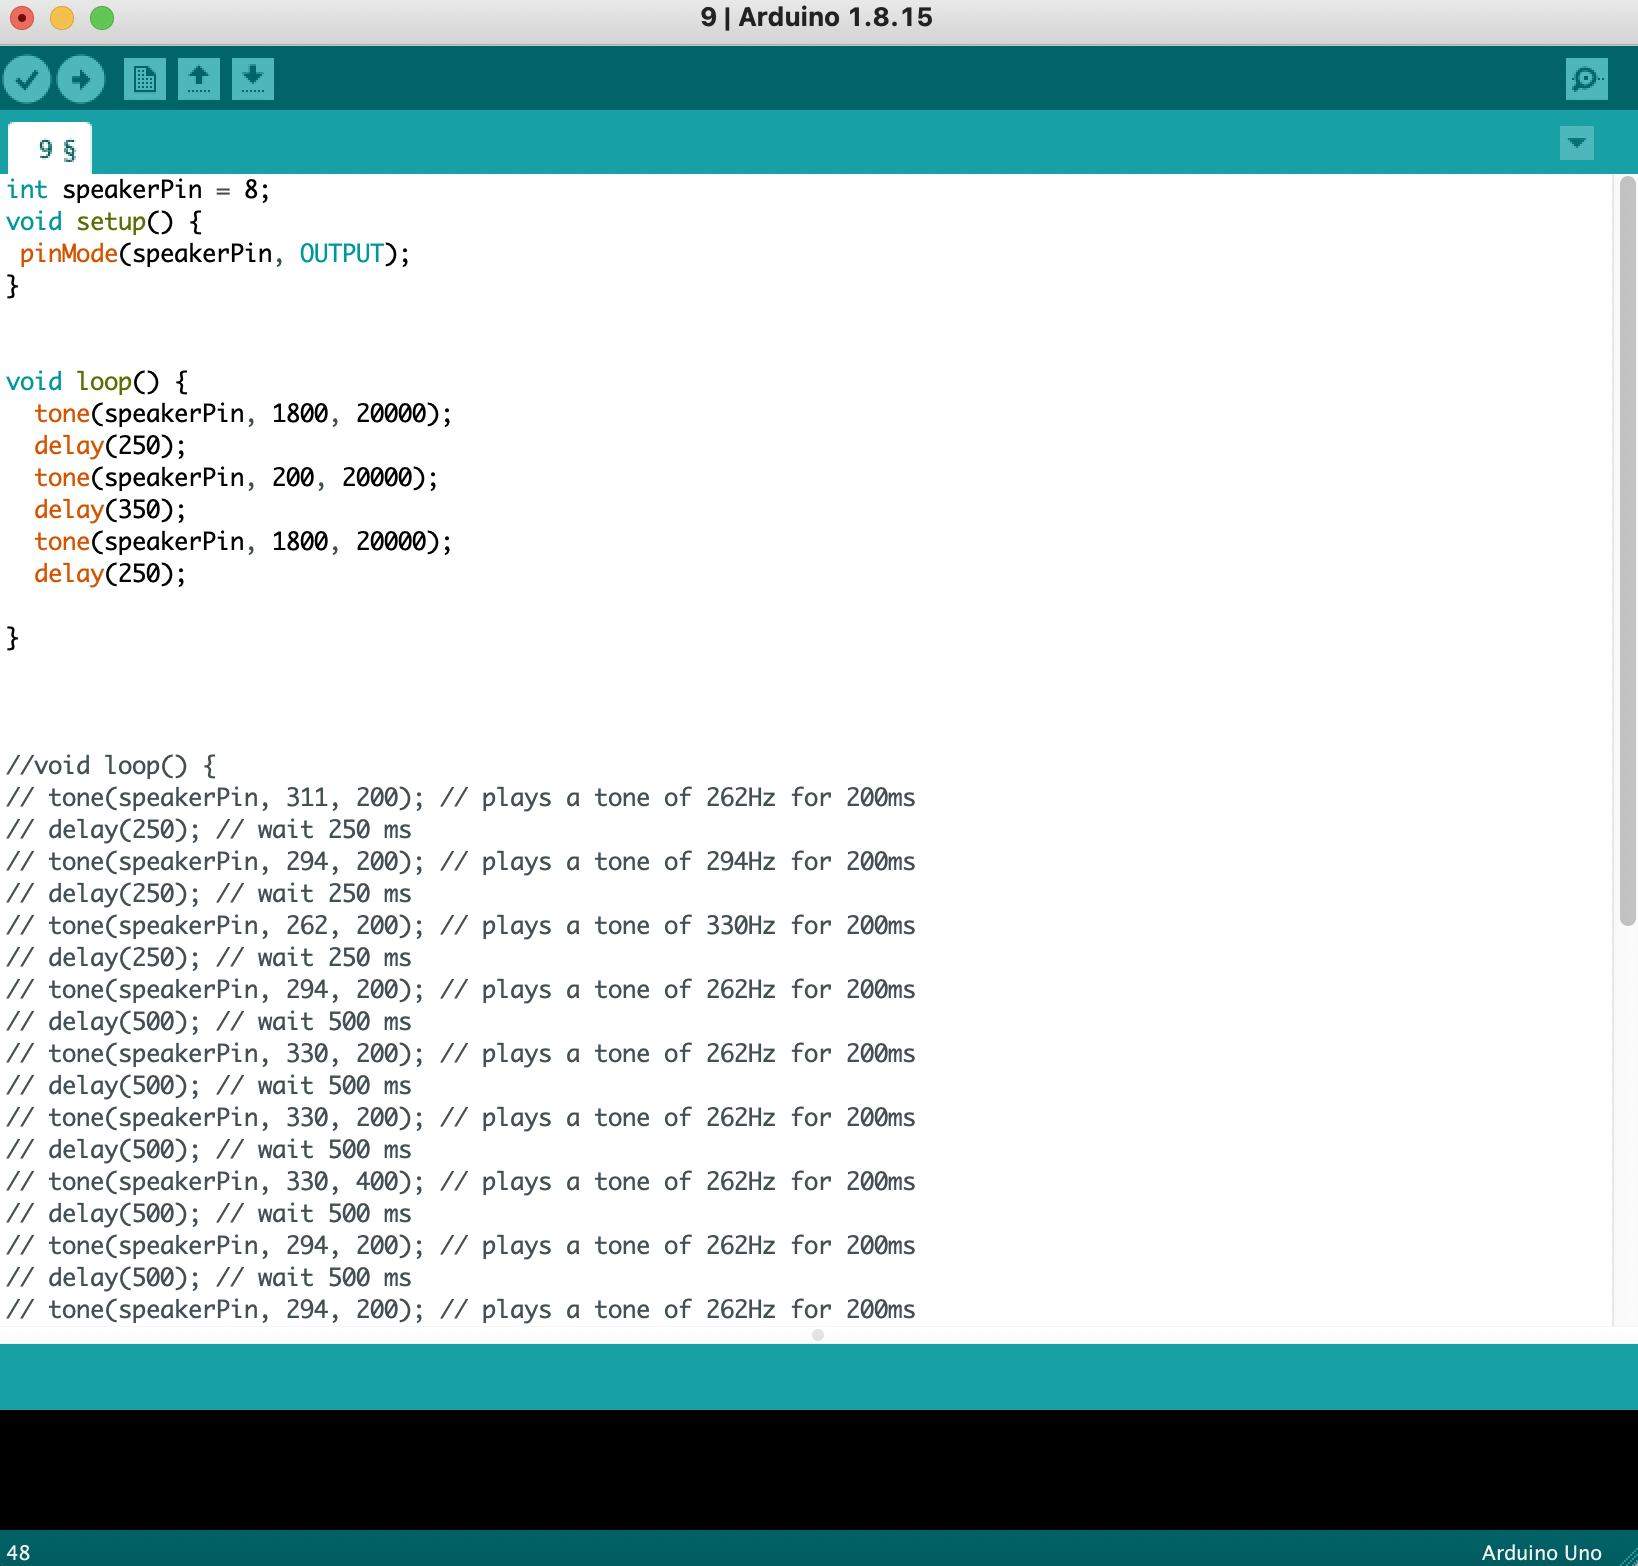 9 | Arduino 1.8.15
9 §
int speakerPin = 8;
void setup() {
 pinMode(speakerPin, OUTPUT);
}
void loop() {
  tone(speakerPin, 1800, 20000);
  delay(250);
  tone(speakerPin, 200, 20000);
  delay(350);
  tone(speakerPin, 1800, 20000);
  delay(250);
}
//void loop() {
// tone(speakerPin, 311, 200); // plays a tone of 262Hz for 200ms
// delay(250); // wait 250 ms
// tone(speakerPin, 294, 200); // plays a tone of 294Hz for 200ms
// delay(250); // wait 250 ms
// tone(speakerPin, 262, 200); // plays a tone of 330Hz for 200ms
// delay(250); // wait 250 ms
// tone(speakerPin, 294, 200); // plays a tone of 262Hz for 200ms
// delay(500); // wait 500 ms
// tone(speakerPin, 330, 200); // plays a tone of 262Hz for 200ms
// delay(500); // wait 500 ms
// tone(speakerPin, 330, 200); // plays a tone of 262Hz for 200ms
// delay(500); // wait 500 ms
// tone(speakerPin, 330, 400); // plays a tone of 262Hz for 200ms
// delay(500); // wait 500 ms
// tone(speakerPin, 294, 200); // plays a tone of 262Hz for 200ms
// delay(500); // wait 500 ms
// tone(speakerPin, 294, 200); // plays a tone of 262Hz for 200ms
48
Arduino Uno